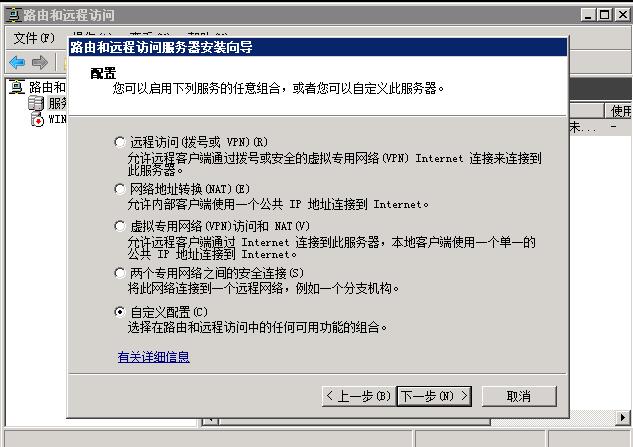 路由和远程访问
文件(F)
路由和远程访问服务器安装向导
配置
您可以启用下列服务的任意组合，或者您可以自定义此服务器。
路由和
服务
WIN
使用
未... -
远程访问(拨号或 VPN)(R)
允许远程客户端通过拨号或安全的虚拟专用网络(VPN) Internet 连接来连接到
此服务器。
网络地址转换(NAT)(E)
允许内部客户端使用一个公共 IP 地址连接到 Internet。
虚拟专用网络(VPN)访问和 NAT(V)
允许远程客户端通过 Internet 连接到此服务器，本地客户端使用一个单一的
公共 IP 地址连接到 Internet。
两个专用网络之间的安全连接(S)
将此网络连接到一个远程网络，例如一个分支机构。
自定义配置(C)
选择在路由和远程访问中的任何可用功能的组合。
有关详细信息
< 上一步(B)
下一步(N) >
取消